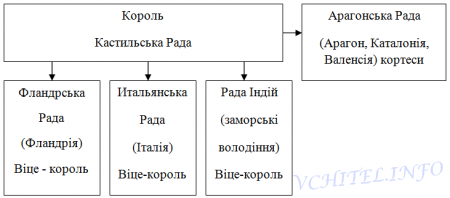 Король
Кастильська Рада
Арагонська Рада
(Арагон, Каталонія,
Валенсія) кортеси
Фландрська
Рада
(Фландрія)
Віце - король
Итальянська
Рада
(Італія)
Віце-король
Рада Індій
(заморські
володіння)
Віце-король
VCHITEL.INFO